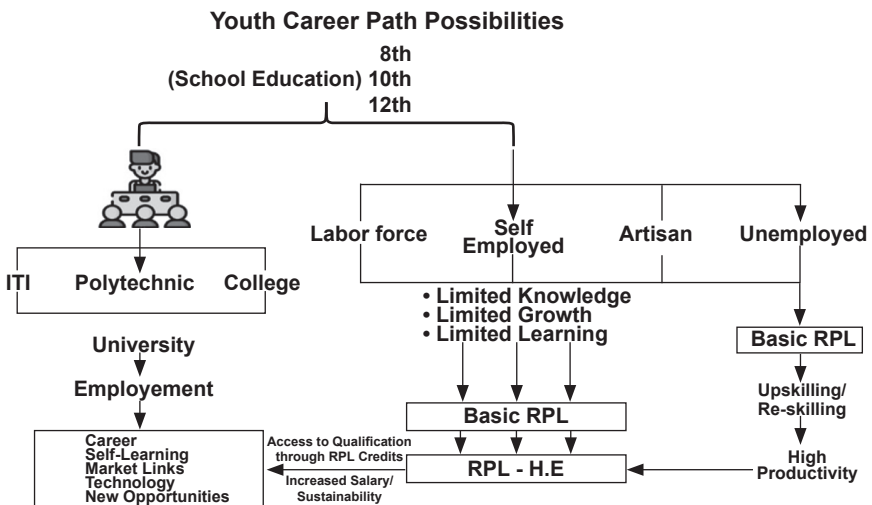 Youth Career Path Possibilities
8th
(School Education) 10th
12th
ITI Polytechnic College
University
Employement
Career
Self-Learning
Market Links
Technology
New Opportunities
Labor force
Self
Employed
Artisan
Unemployed
• Limited Knowledge
• Limited Growth
• Limited Learning
Basic RPL
RPL - H.E
Access to Qualification
through RPL Credits
Increased Salary/
Sustainability
Basic RPL
Upskilling/
Re-skilling
High
Productivity